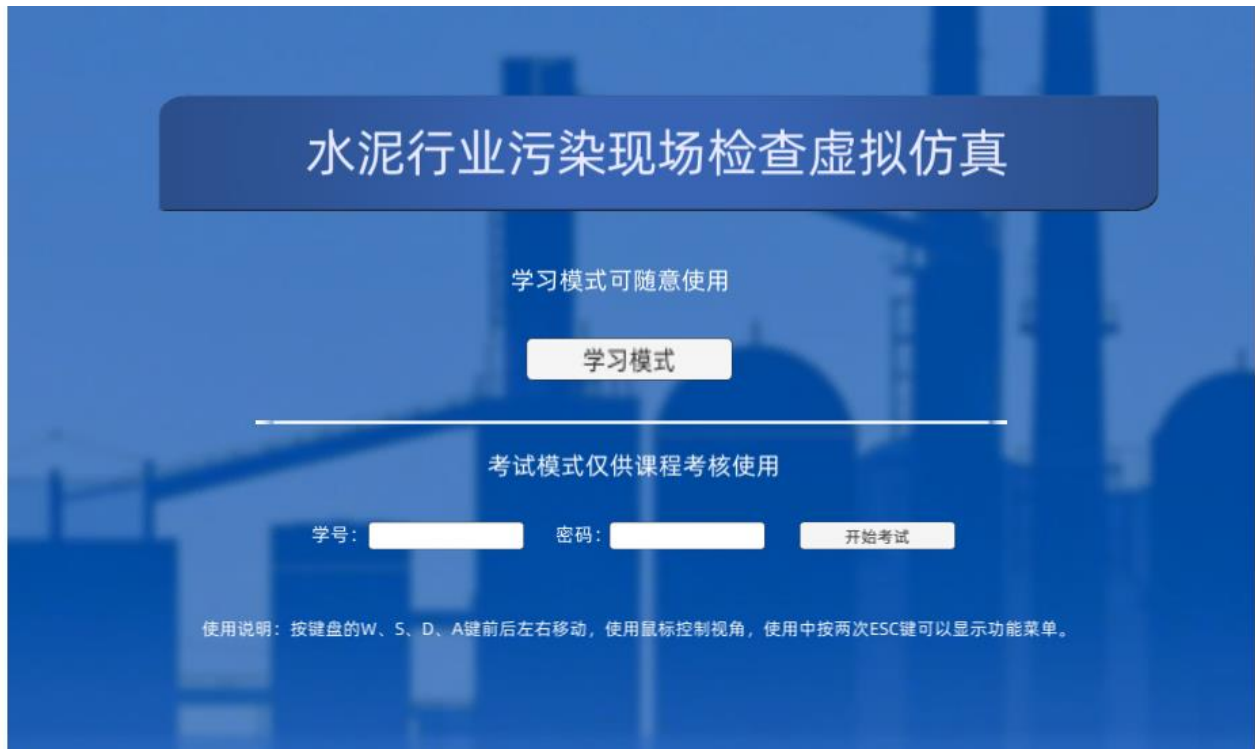 水泥行业污染现场检查虚拟仿真
学习模式可随意使用
学习模式
考试模式仅供课程考核使用
学号： 密码： 开始考试
使用说明：按键盘的W、S、D、A键前后左右移动，使用鼠标控制视角，使用中按两次ESC键可以显示功能菜单。